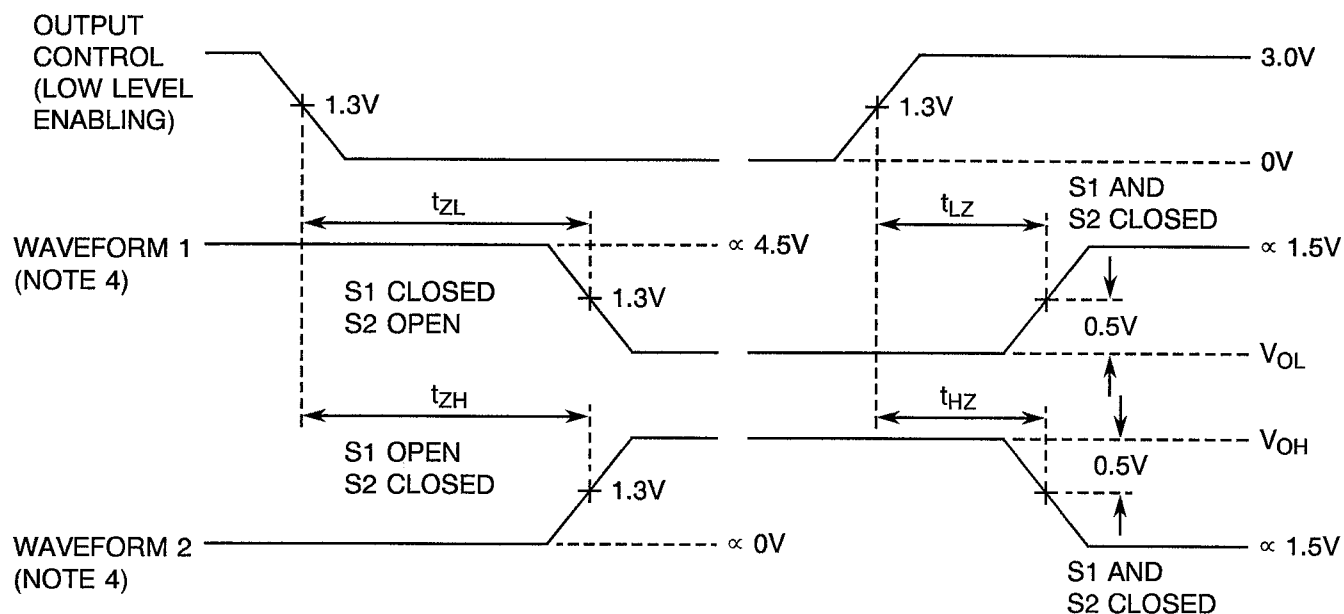 OUTPUT
CONTROL
(LOW LEVEL
ENABLING)
1.3V
1.3V
3.0V
0V
tZL
tLZ
S1 AND
S2 CLOSED
WAVEFORM 1
(NOTE 4)
∝ 4.5V
∝ 1.5V
S1 CLOSED
S2 OPEN
1.3V
0.5V
VOL
tZH
tHZ
VOH
S1 OPEN
S2 CLOSED
1.3V
0.5V
WAVEFORM 2
(NOTE 4)
∝ 0V
∝ 1.5V
S1 AND
S2 CLOSED